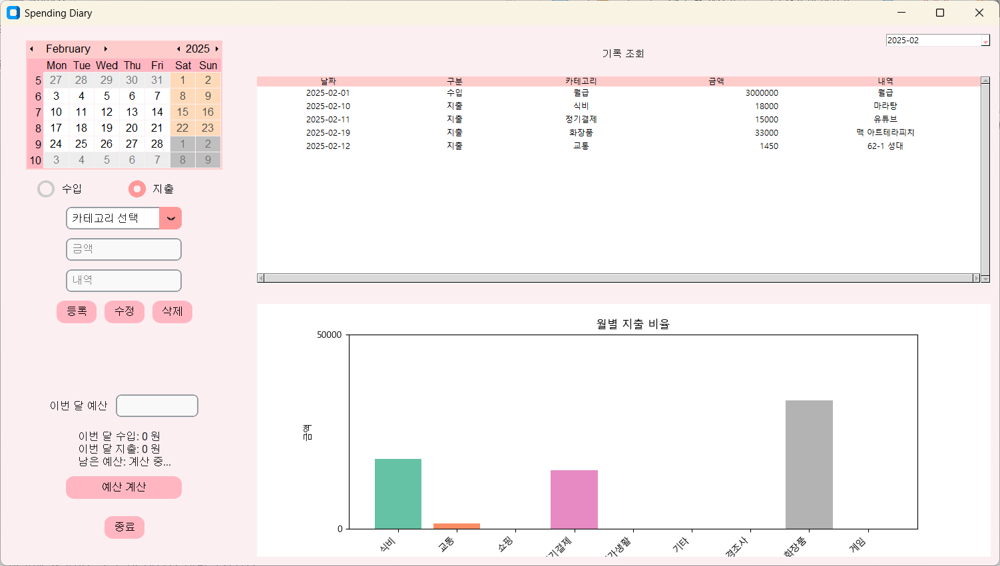 Spending Diary
February 2025
Mon Tue Wed Thu Fri Sat Sun
5 27 28 29 30 31 1 2
6 3 4 5 6 7 8 9
7 10 11 12 13 14 15 16
8 17 18 19 20 21 22 23
9 24 25 26 27 28 1 2
10 3 4 5 6 7 8 9
수입 지출
카테고리 선택
금액
내역
등록 수정 삭제
이번 달 예산
이번 달 수입: 0 원
이번 달 지출: 0 원
남은 예산: 계산 중...
예산 계산
종료
2025-02
기록 조회
날짜 구분 카테고리 금액 내역
2025-02-01 수입 월급 3000000 월급
2025-02-10 지출 식비 18000 마라탕
2025-02-11 지출 정기결제 15000 유튜브
2025-02-19 지출 화장품 33000 맥 아트테라피치
2025-02-12 지출 교통 1450 62-1 성대
월별 지출 비율
50000
금액
0
식비 교통 쇼핑 기결제 가생활 기타 경조사 화장품 게임